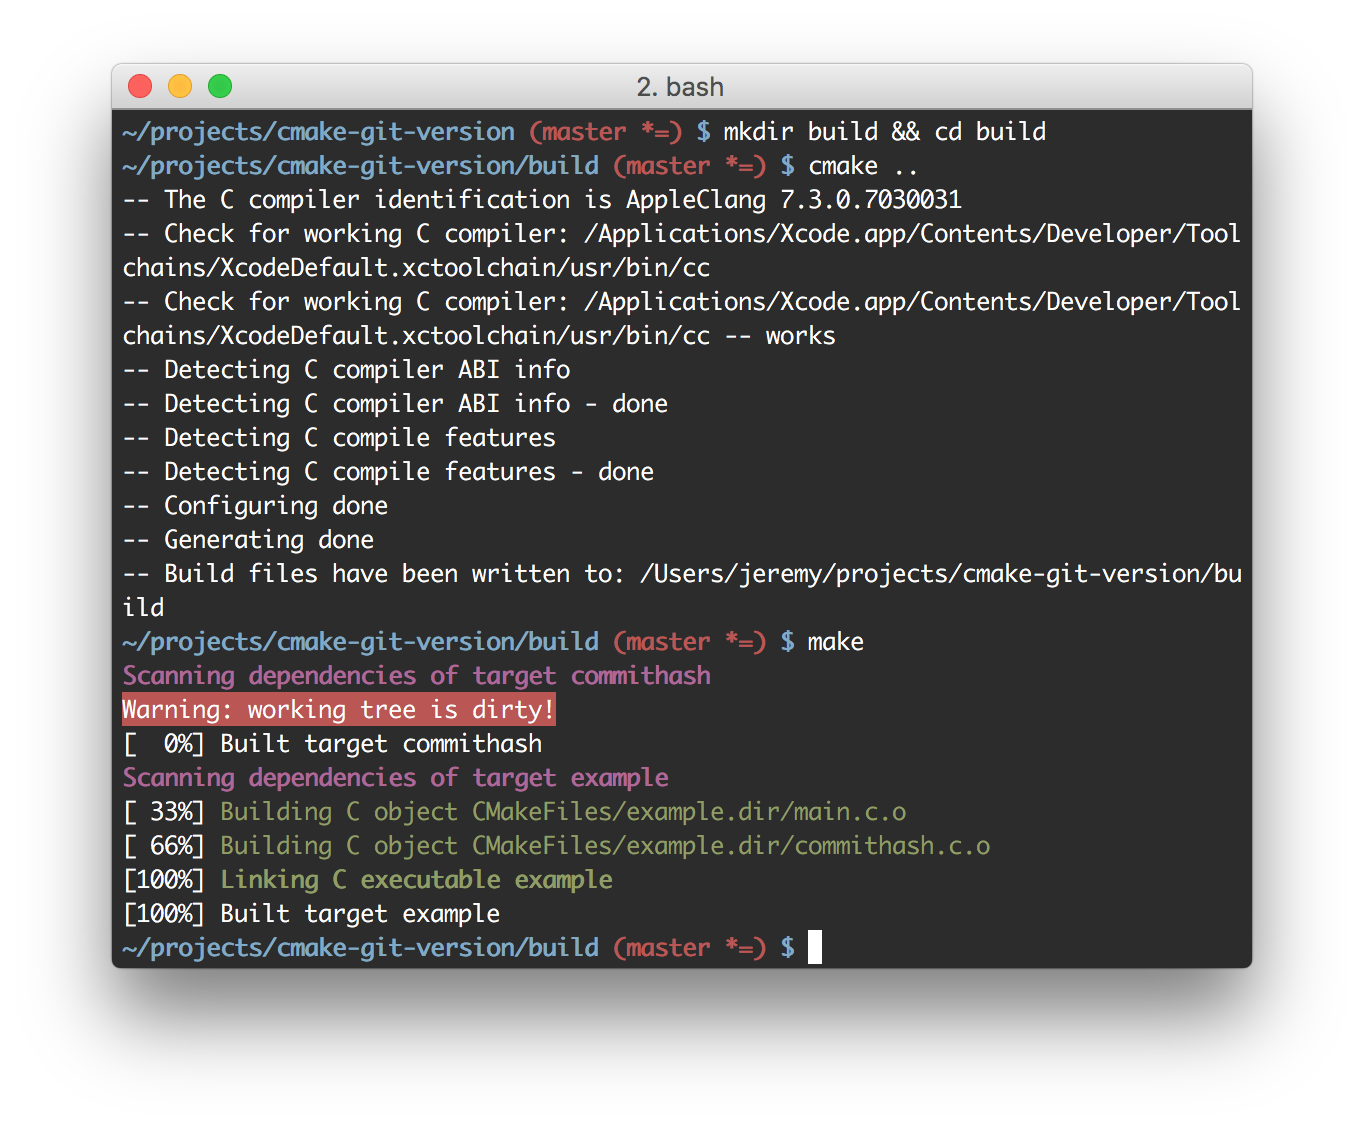 2. bash
~/projects/cmake-git-version (master *=) $ mkdir build && cd build
~/projects/cmake-git-version/build (master *=) $ cmake ..
-- The C compiler identification is AppleClang 7.3.0.7030031
-- Check for working C compiler: /Applications/Xcode.app/Contents/Developer/Tool
chains/XcodeDefault.xctoolchain/usr/bin/cc
-- Check for working C compiler: /Applications/Xcode.app/Contents/Developer/Tool
chains/XcodeDefault.xctoolchain/usr/bin/cc -- works
-- Detecting C compiler ABI info
-- Detecting C compiler ABI info - done
-- Detecting C compile features
-- Detecting C compile features - done
-- Configuring done
-- Generating done
-- Build files have been written to: /Users/jeremy/projects/cmake-git-version/bu
ild
~/projects/cmake-git-version/build (master *=) $ make
Scanning dependencies of target commithash
Warning: working tree is dirty!
[  0%] Built target commithash
Scanning dependencies of target example
[ 33%] Building C object CMakeFiles/example.dir/main.c.o
[ 66%] Building C object CMakeFiles/example.dir/commithash.c.o
[100%] Linking C executable example
[100%] Built target example
~/projects/cmake-git-version/build (master *=) $